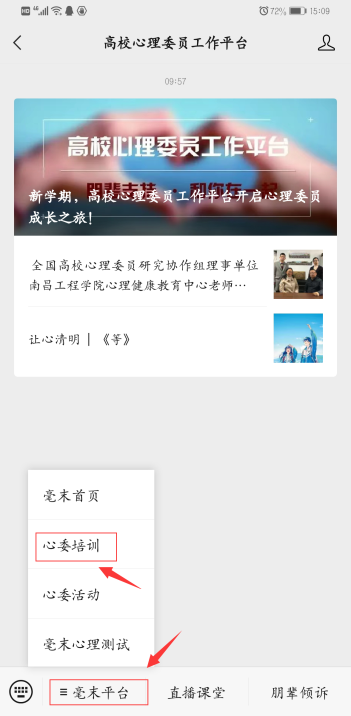 HD 46 72% 15:09
高校心理委员工作平台
09:57
高校心理委员工作平台
新学期，高校心理委员工作平台开启心理委员
成长之旅！
全国高校心理委员研究协作组理事单位
南昌工程学院心理健康教育中心老师…
让心清明 | 《等》
毫末首页
心委培训
心委活动
毫末心理测试
毫末平台
直播课堂
朋辈倾诉